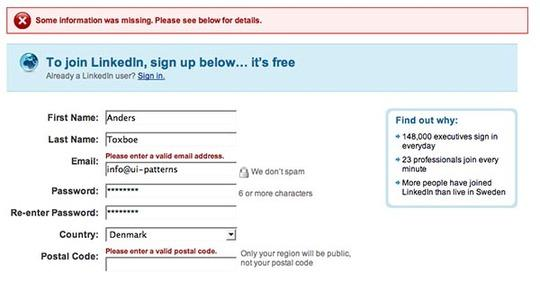 Some information was missing. Please see below for details.
To join LinkedIn, sign up below... it's free
Already a LinkedIn user? Sign in.
First Name: Anders
Last Name: Toxboe
Please enter a valid email address.
Email: info@ui-patterns
We don't spam
Password: ********
6 or more characters
Re-enter Password: ********
Country: Denmark
Please enter a valid postal code.
Postal Code:
Only your region will be public,
not your postal code
Find out why:
148,000 executives sign in
everyday
23 professionals join every
minute
More people have joined
LinkedIn than live in Sweden